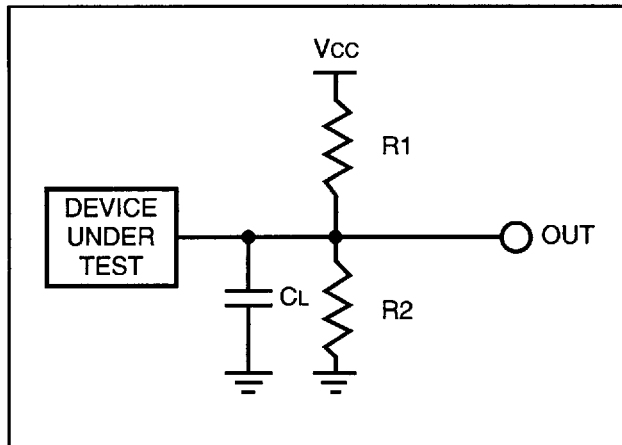 Vcc
R1
DEVICE
UNDER
TEST
OUT
CL
R2